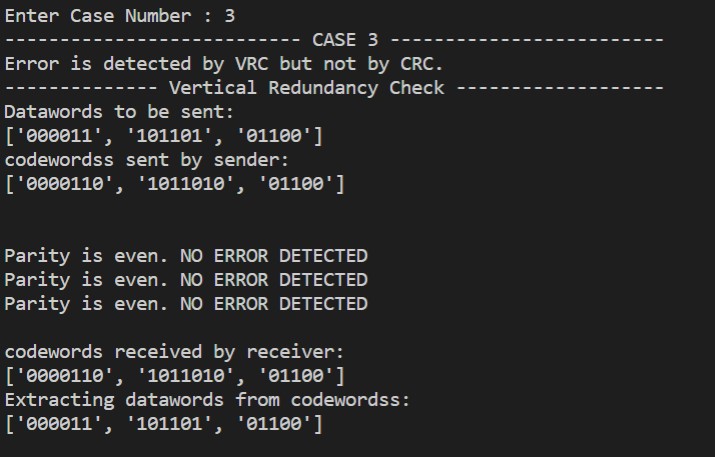 Enter Case Number : 3
--------------------------- CASE 3 -------------------------
Error is detected by VRC but not by CRC.
-------------- Vertical Redundancy Check -------------------
Datawords to be sent:
['000011', '101101', '01100']
codewordss sent by sender:
['0000110', '1011010', '01100']
Parity is even. NO ERROR DETECTED
Parity is even. NO ERROR DETECTED
Parity is even. NO ERROR DETECTED
codewords received by receiver:
['0000110', '1011010', '01100']
Extracting datawords from codewordss:
['000011', '101101', '01100']